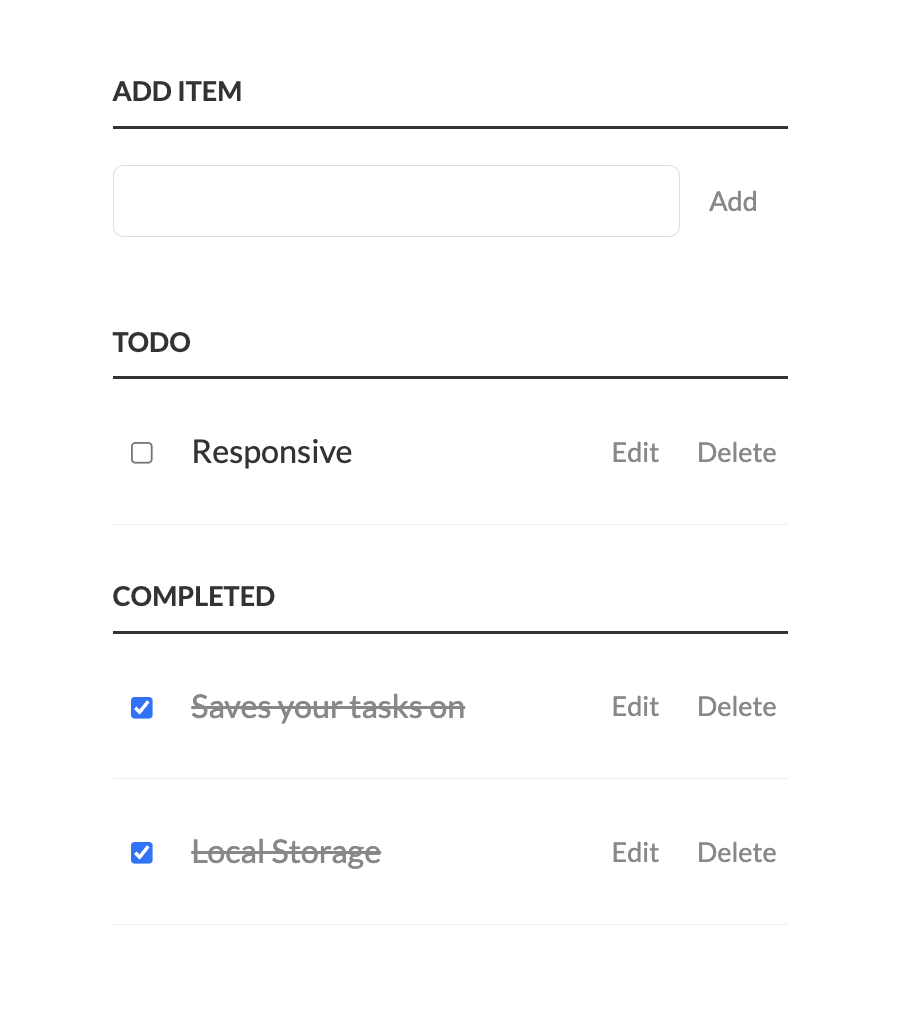 ADD ITEM
Add
TODO
Responsive Edit Delete
COMPLETED
Saves your tasks on Edit Delete
Local Storage Edit Delete